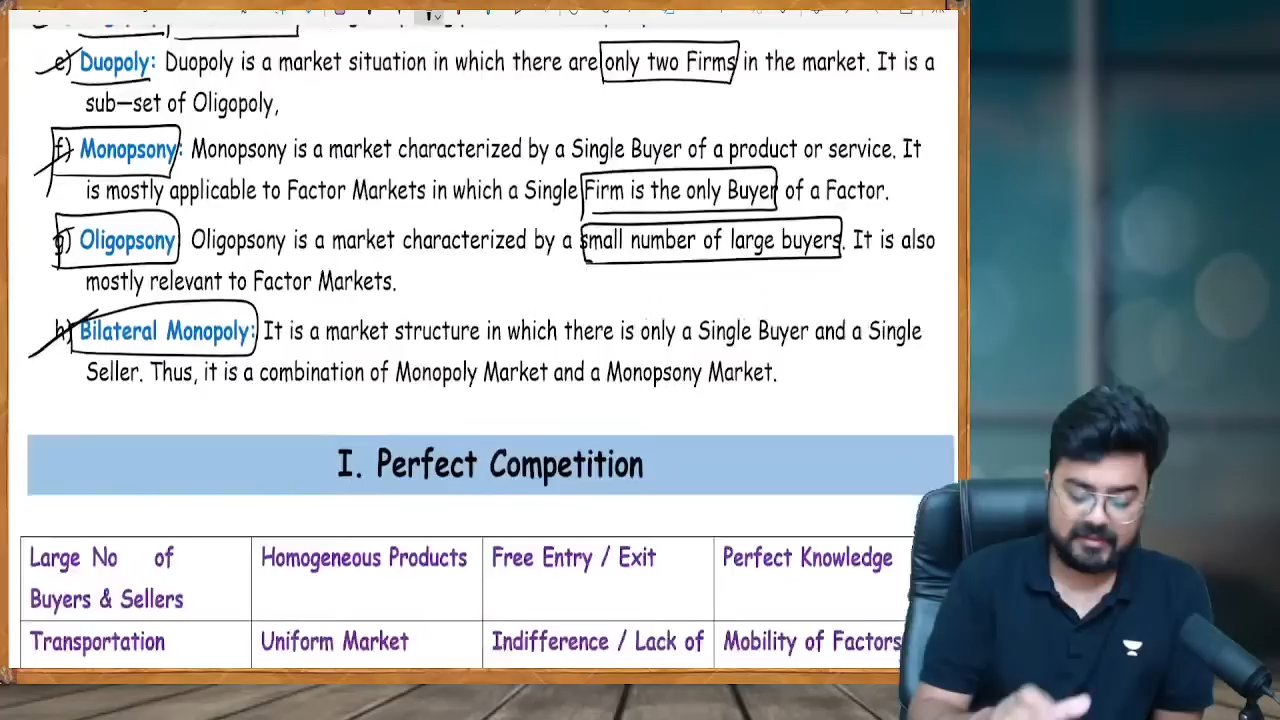 e) Duopoly: Duopoly is a market situation in which there are only two Firms in the market. It is a
sub–set of Oligopoly,
f) Monopsony: Monopsony is a market characterized by a Single Buyer of a product or service. It
is mostly applicable to Factor Markets in which a Single Firm is the only Buyer of a Factor.
g) Oligopsony Oligopsony is a market characterized by a small number of large buyers. It is also
mostly relevant to Factor Markets.
h) Bilateral Monopoly: It is a market structure in which there is only a Single Buyer and a Single
Seller. Thus, it is a combination of Monopoly Market and a Monopsony Market.
I. Perfect Competition
Large No of Homogeneous Products Free Entry / Exit Perfect Knowledge
Buyers & Sellers
Transportation Uniform Market Indifference / Lack of Mobility of Factors